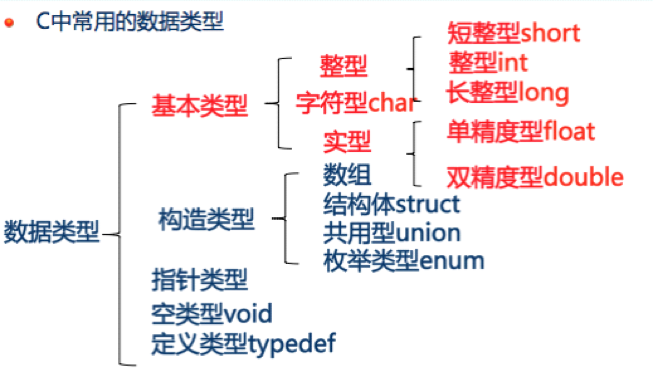 C中常用的数据类型
短整型short
整型
整型int
字符型char
长整型long
基本类型
实型
单精度型float
双精度型double
数组
数据类型
构造类型
结构体struct
共用型union
枚举类型enum
指针类型
空类型void
定义类型typedef